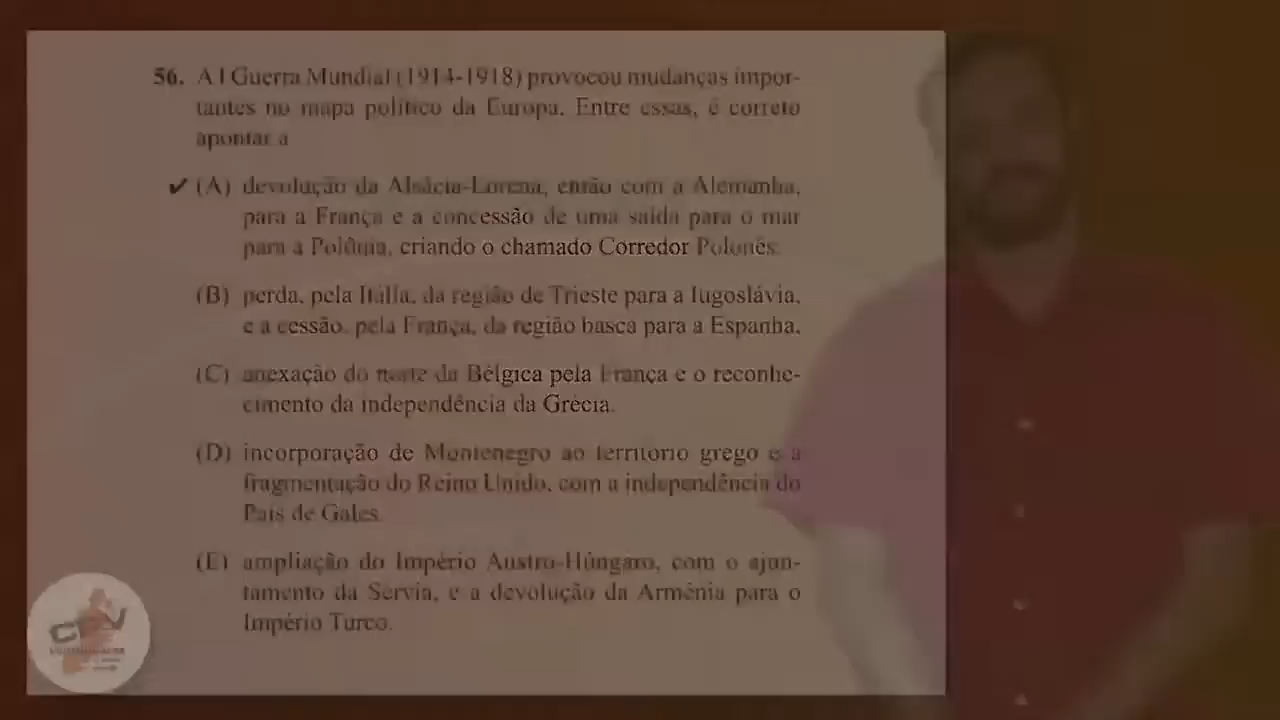 56. A I Guerra Mundial (1914-1918) provocou mudanças impor-
tantes no mapa político da Europa. Entre essas, é correto
apontar a
✔ (A) devolução da Alsácia-Lorena, então com a Alemanha,
para a França e a concessão de uma saída para o mar
para a Polônia, criando o chamado Corredor Polonês.
(B) perda, pela Itália, da região de Trieste para a Iugoslávia,
e a cessão, pela França, da região basca para a Espanha.
(C) anexação do norte da Bélgica pela França e o reconhe-
cimento da independência da Grécia.
(D) incorporação de Montenegro ao território grego e a
fragmentação do Reino Unido, com a independência do
País de Gales.
(E) ampliação do Império Austro-Húngaro, com o ajun-
tamento da Servia, e a devolução da Armênia para o
Império Turco.